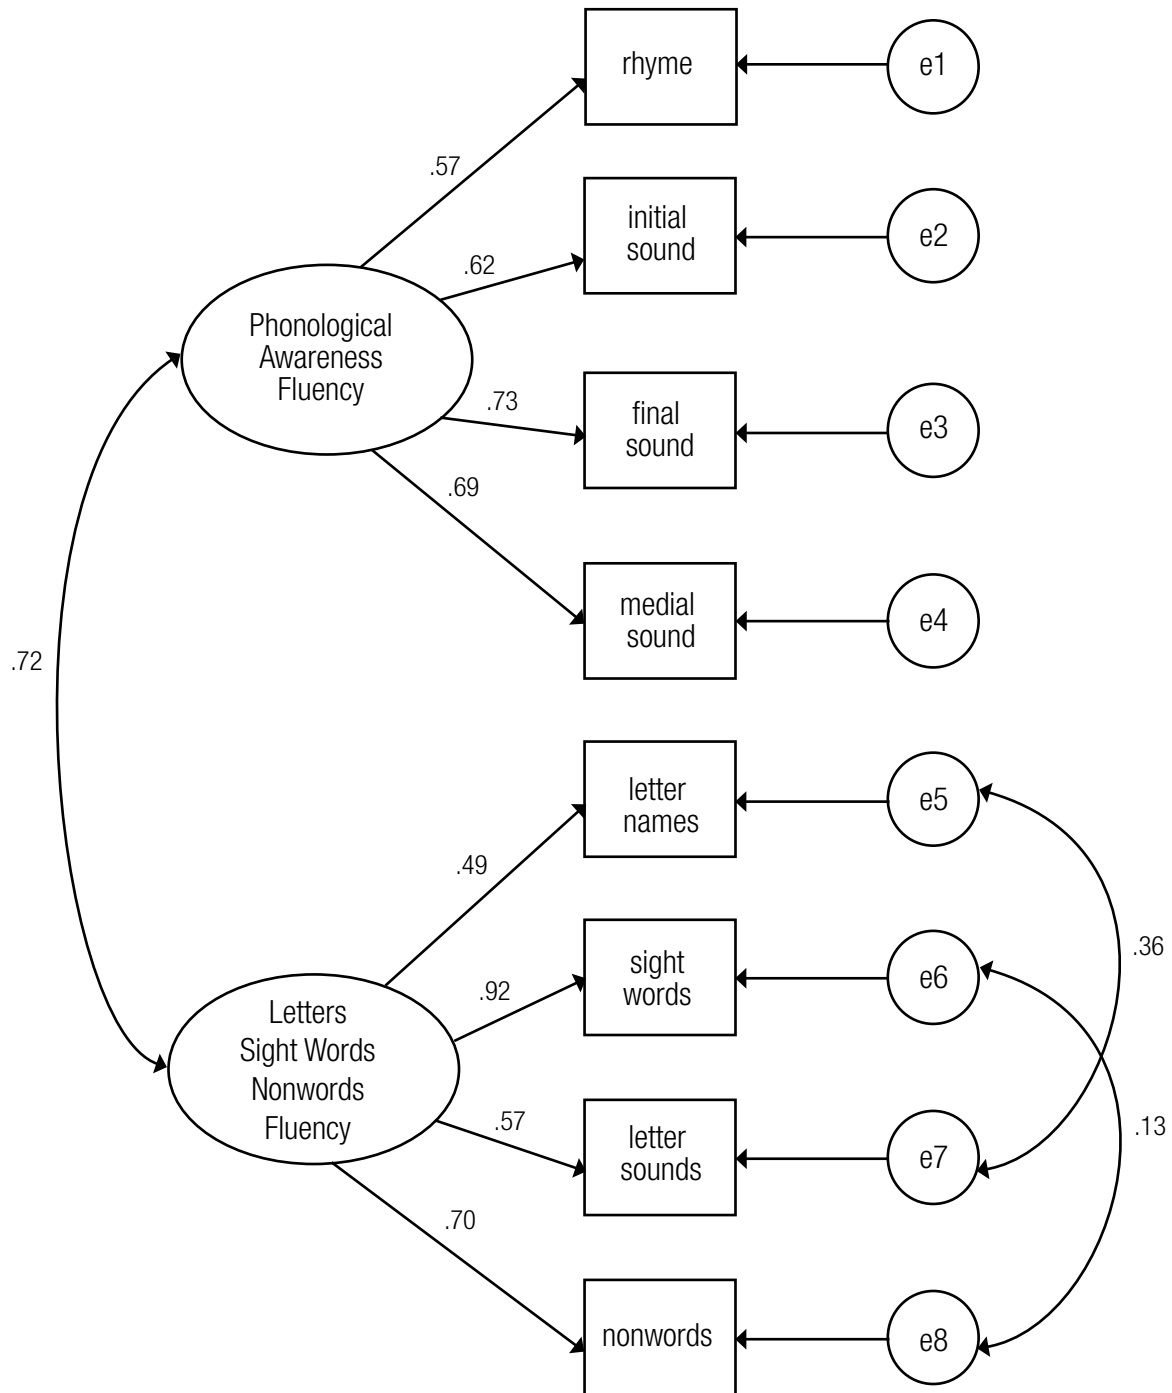 rhyme
e1
.57
initial
sound
e2
.62
Phonological
Awareness
Fluency
.73
final
sound
e3
.69
medial
sound
e4
.72
letter
names
e5
.49
.36
sight
words
e6
.92
Letters
Sight Words
Nonwords
Fluency
.57
letter
sounds
e7
.13
.70
nonwords
e8